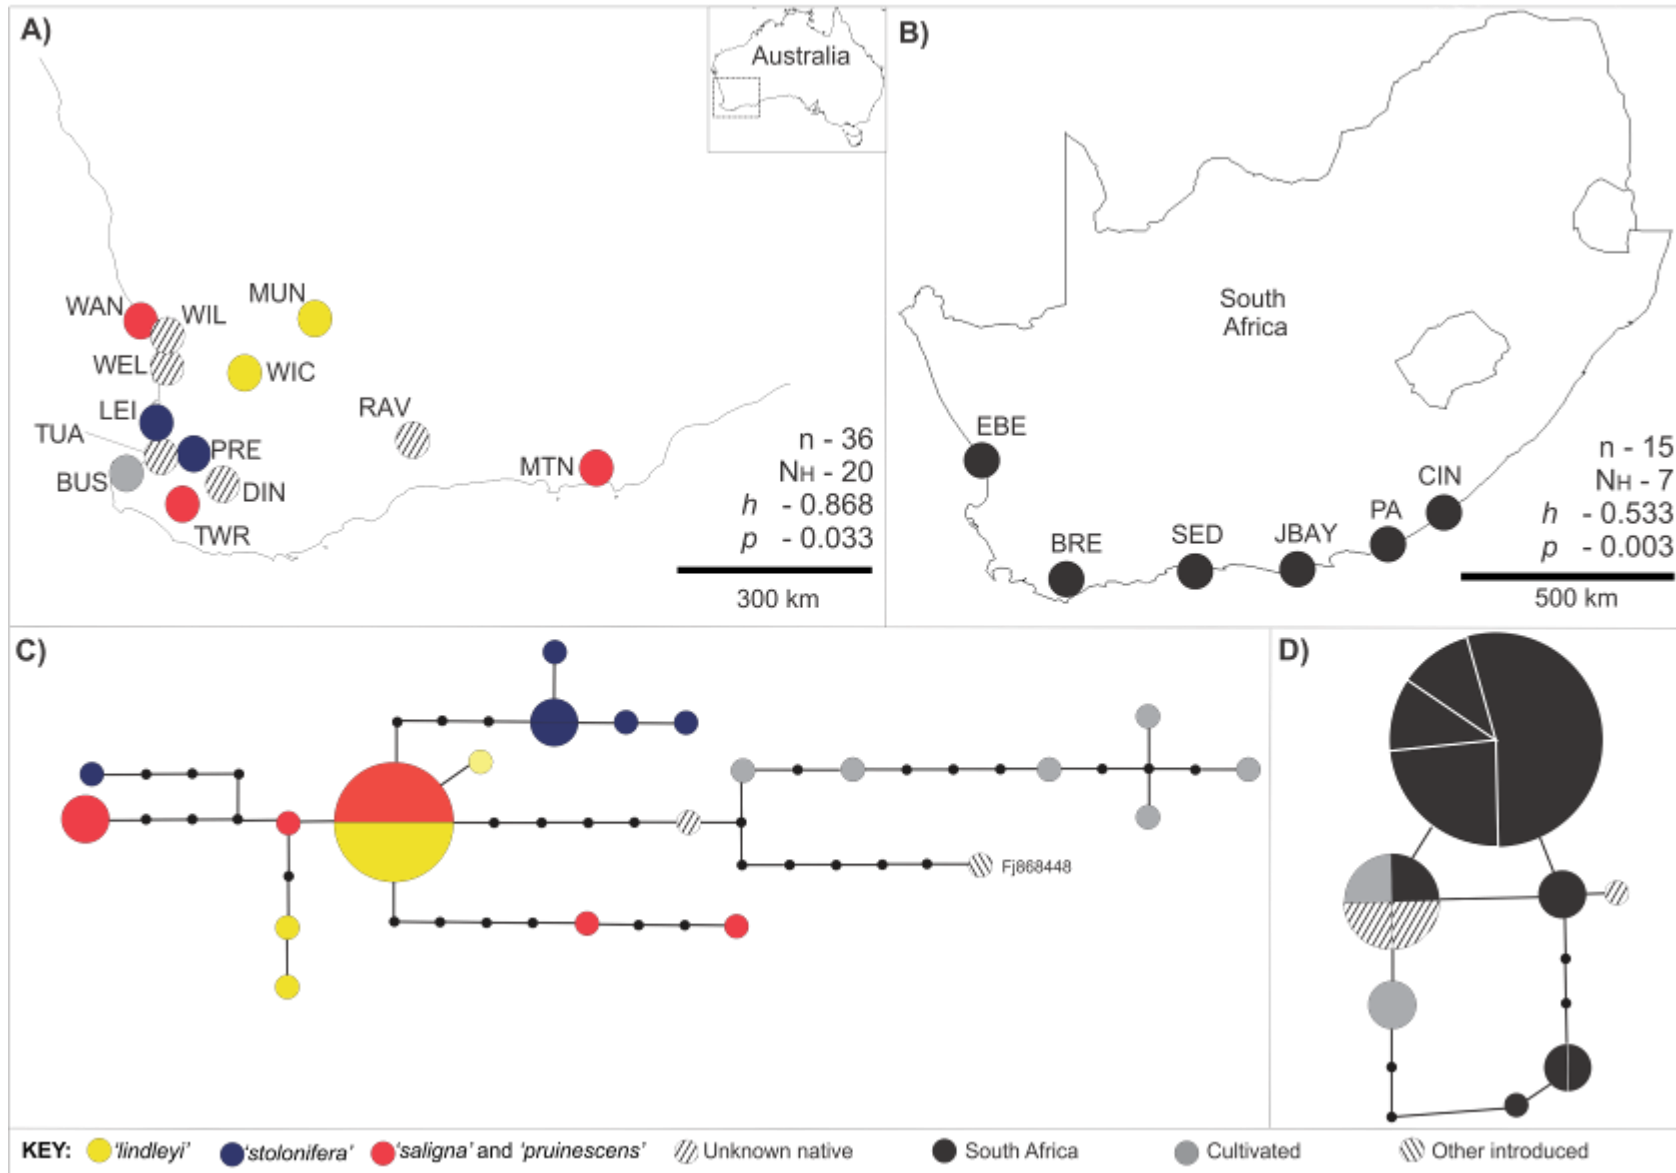 A)
Australia
WAN
WIL
MUN
WEL
WIC
LEI
RAV
TUA
PRE
BUS
DIN
MTN
TWR
n - 36
NH - 20
h - 0.868
p - 0.033
300 km
B)
South
Africa
EBE
BRE
SED
JBAY
PA
CIN
n - 15
NH - 7
h - 0.533
p - 0.003
500 km
C)
Fj868448
D)
KEY: 'lindleyi' 'stolonifera' 'saligna' and 'pruinescens' Unknown native South Africa Cultivated Other introduced